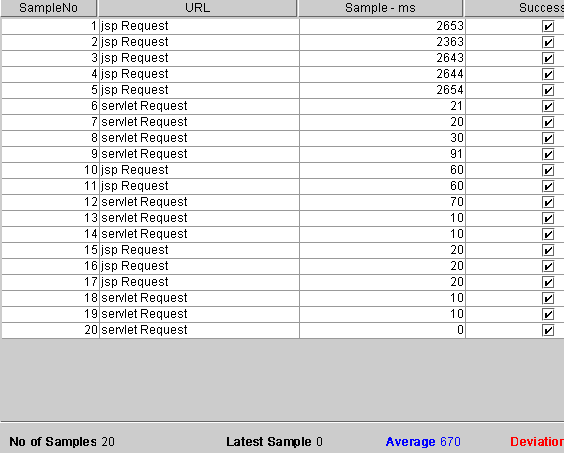 SampleNo URL Sample - ms Success
1 jsp Request 2653
2 jsp Request 2363
3 jsp Request 2643
4 jsp Request 2644
5 jsp Request 2654
6 servlet Request 21
7 servlet Request 20
8 servlet Request 30
9 servlet Request 91
10 jsp Request 60
11 jsp Request 60
12 servlet Request 70
13 servlet Request 10
14 servlet Request 10
15 jsp Request 20
16 jsp Request 20
17 jsp Request 20
18 servlet Request 10
19 servlet Request 10
20 servlet Request 0
No of Samples 20 Latest Sample 0 Average 670 Deviation